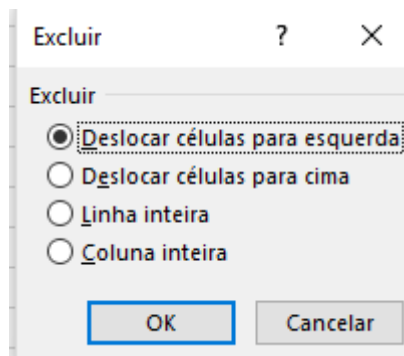 Excluir ? ×
Excluir
Deslocar células para esquerda
Deslocar células para cima
Linha inteira
Coluna inteira
OK Cancelar